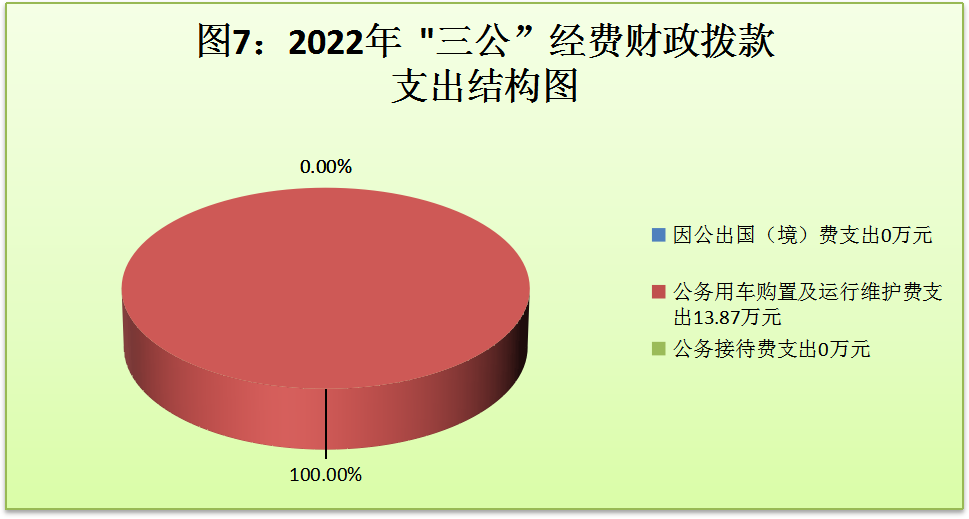 图7：2022年 "三公”经费财政拨款
支出结构图
0.00%
因公出国（境）费支出0万元
公务用车购置及运行维护费支
出13.87万元
公务接待费支出0万元
100.00%